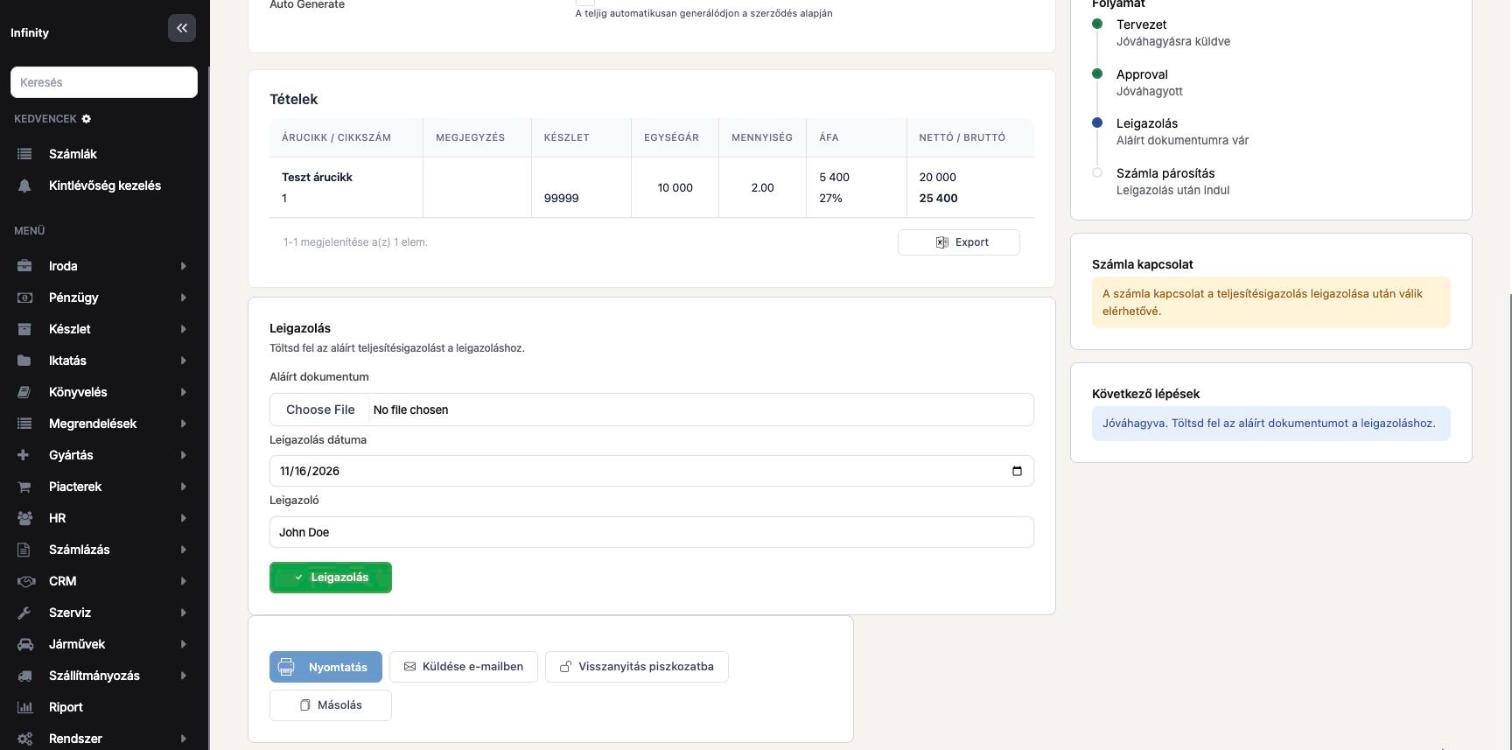 Infinity
Keresés
KEDVENCEK
Számlák
Kintlévőség kezelés
MENÜ
Iroda
Pénzügy
Készlet
Iktatás
Könyvelés
Megrendelések
Gyártás
Piacterek
HR
Számlázás
CRM
Szerviz
Járművek
Szállítmányozás
Riport
Rendszer
Auto Generate
A teljig automatikusan generálódjon a szerződés alapján
Tételek
ÁRUCIKK / CIKKSZÁM MEGJEGYZÉS KÉSZLET EGYSÉGÁR MENNYISÉG ÁFA NETTÓ / BRUTTÓ
Teszt árucikk 10 000 2.00 5 400 20 000
1 99999 27% 25 400
1-1 megjelenítése a(z) 1 elem.
Export
Leigazolás
Töltsd fel az aláírt teljesítésigazolást a leigazoláshoz.
Aláírt dokumentum
Choose File No file chosen
Leigazolás dátuma
11/16/2026
Leigazoló
John Doe
Leigazolás
Nyomtatás Küldése e-mailben Visszanyitás piszkozatba
Másolás
Folyamat
Tervezet
Jóváhagyásra küldve
Approval
Jóváhagyott
Leigazolás
Aláírt dokumentumra vár
Számla párosítás
Leigazolás után indul
Számla kapcsolat
A számla kapcsolat a teljesítésigazolás leigazolása után válik
elérhetővé.
Következő lépések
Jóváhagyva. Töltsd fel az aláírt dokumentumot a leigazoláshoz.